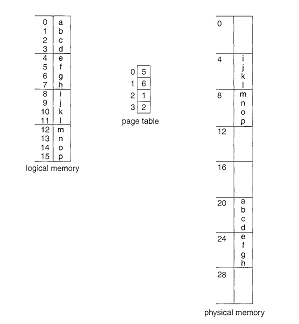 0 a
1 b
2 c
3 d
4 e
5 f
6 g
7 h
8 i
9 j
10 k
11 l
12 m
13 n
14 o
15 p
logical memory
0 5
1 6
2 1
3 2
page table
0
4 i
j
k
l
8 m
n
o
p
12
16
20 a
b
c
d
24 e
f
g
h
28
physical memory